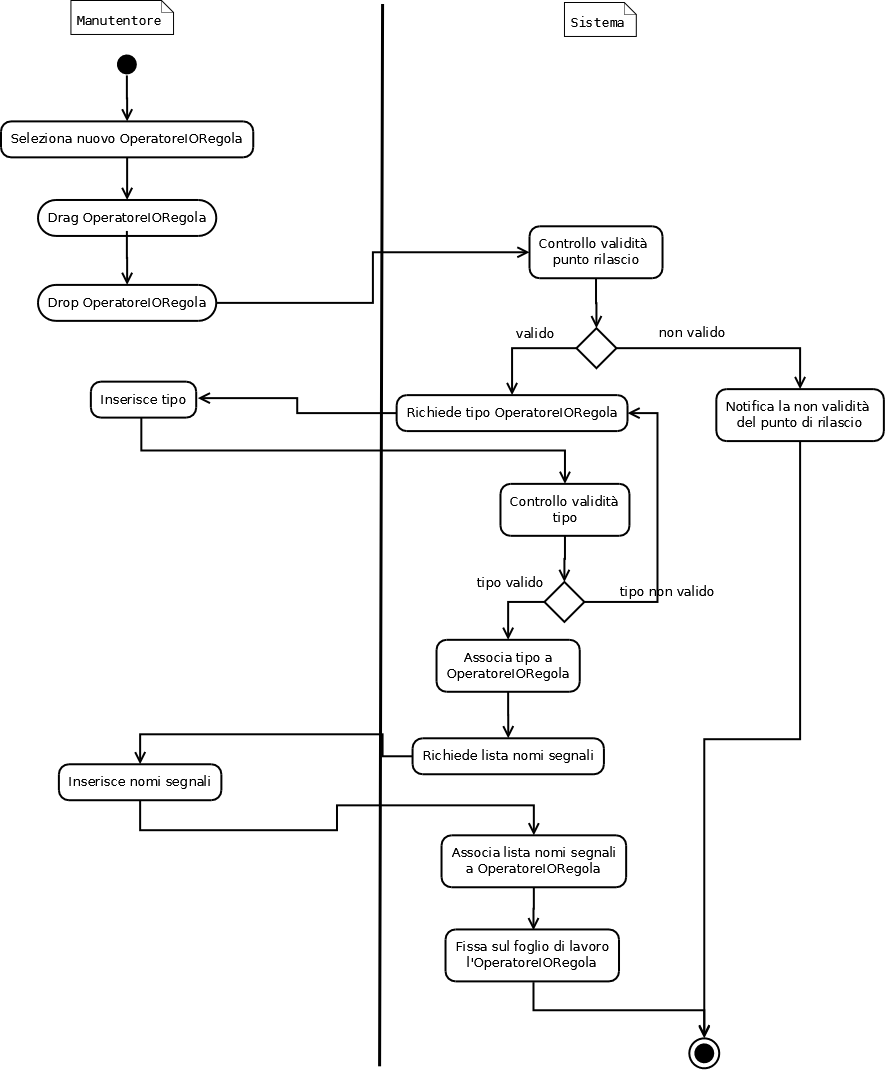 Manutentore
Sistema
Seleziona nuovo OperatoreIORegola
Drag OperatoreIORegola
Drop OperatoreIORegola
Controllo validità
punto rilascio
valido
non valido
Inserisce tipo
Richiede tipo OperatoreIORegola
Notifica la non validità
del punto di rilascio
Controllo validità
tipo
tipo valido
tipo non valido
Associa tipo a
OperatoreIORegola
Richiede lista nomi segnali
Inserisce nomi segnali
Associa lista nomi segnali
a OperatoreIORegola
Fissa sul foglio di lavoro
l'OperatoreIORegola